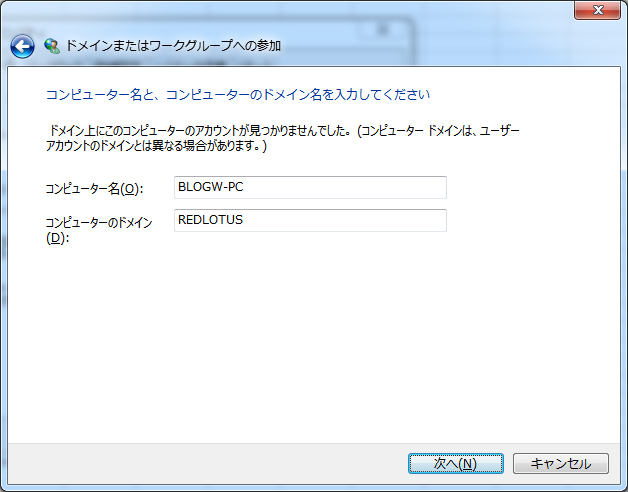 ドメインまたはワークグループへの参加
コンピューター名と、コンピューターのドメイン名を入力してください
ドメイン上にこのコンピューターのアカウントが見つかりませんでした。(コンピューター ドメインは、ユーザー
アカウントのドメインとは異なる場合があります。)
コンピューター名(O): BLOGW-PC
コンピューターのドメイン REDLOTUS
(D):
次へ(N) キャンセル